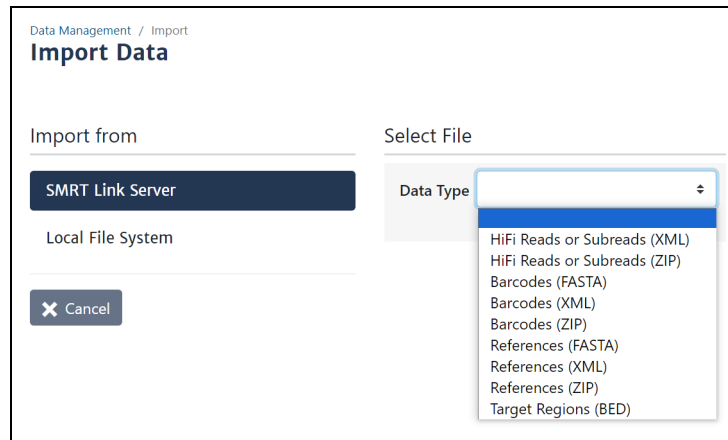 Data Management / Import
Import Data
Import from
SMRT Link Server
Local File System
Cancel
Select File
Data Type
HiFi Reads or Subreads (XML)
HiFi Reads or Subreads (ZIP)
Barcodes (FASTA)
Barcodes (XML)
Barcodes (ZIP)
References (FASTA)
References (XML)
References (ZIP)
Target Regions (BED)